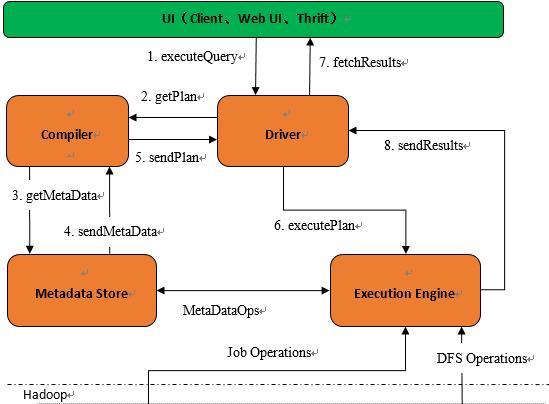 UI（Client、Web UI、Thrift）
1. executeQuery
7. fetchResults
2. getPlan
Compiler
Driver
5. sendPlan
8. sendResults
3. getMetaData
4. sendMetaData
6. executePlan
Metadata Store
Execution Engine
MetaDataOps
Job Operations
DFS Operations
Hadoop